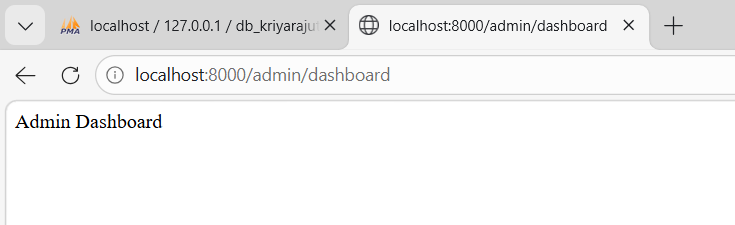 PMA localhost / 127.0.0.1 / db_kriyarajut
localhost:8000/admin/dashboard
localhost:8000/admin/dashboard
Admin Dashboard